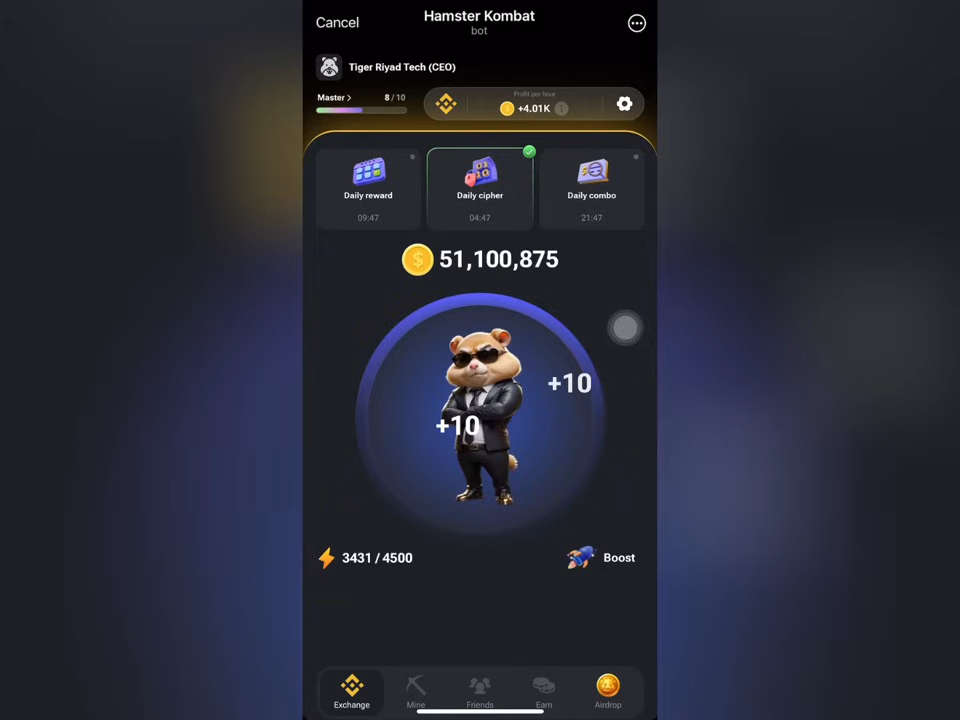 Cancel
Hamster Kombat
bot
Tiger Riyad Tech (CEO)
Master >
8 / 10
Profit per hour
+4.01K
Daily reward
09:47
Daily cipher
04:47
Daily combo
21:47
51,100,875
+10
+10
3431 / 4500
Boost
Exchange
Mine
Friends
Earn
Airdrop